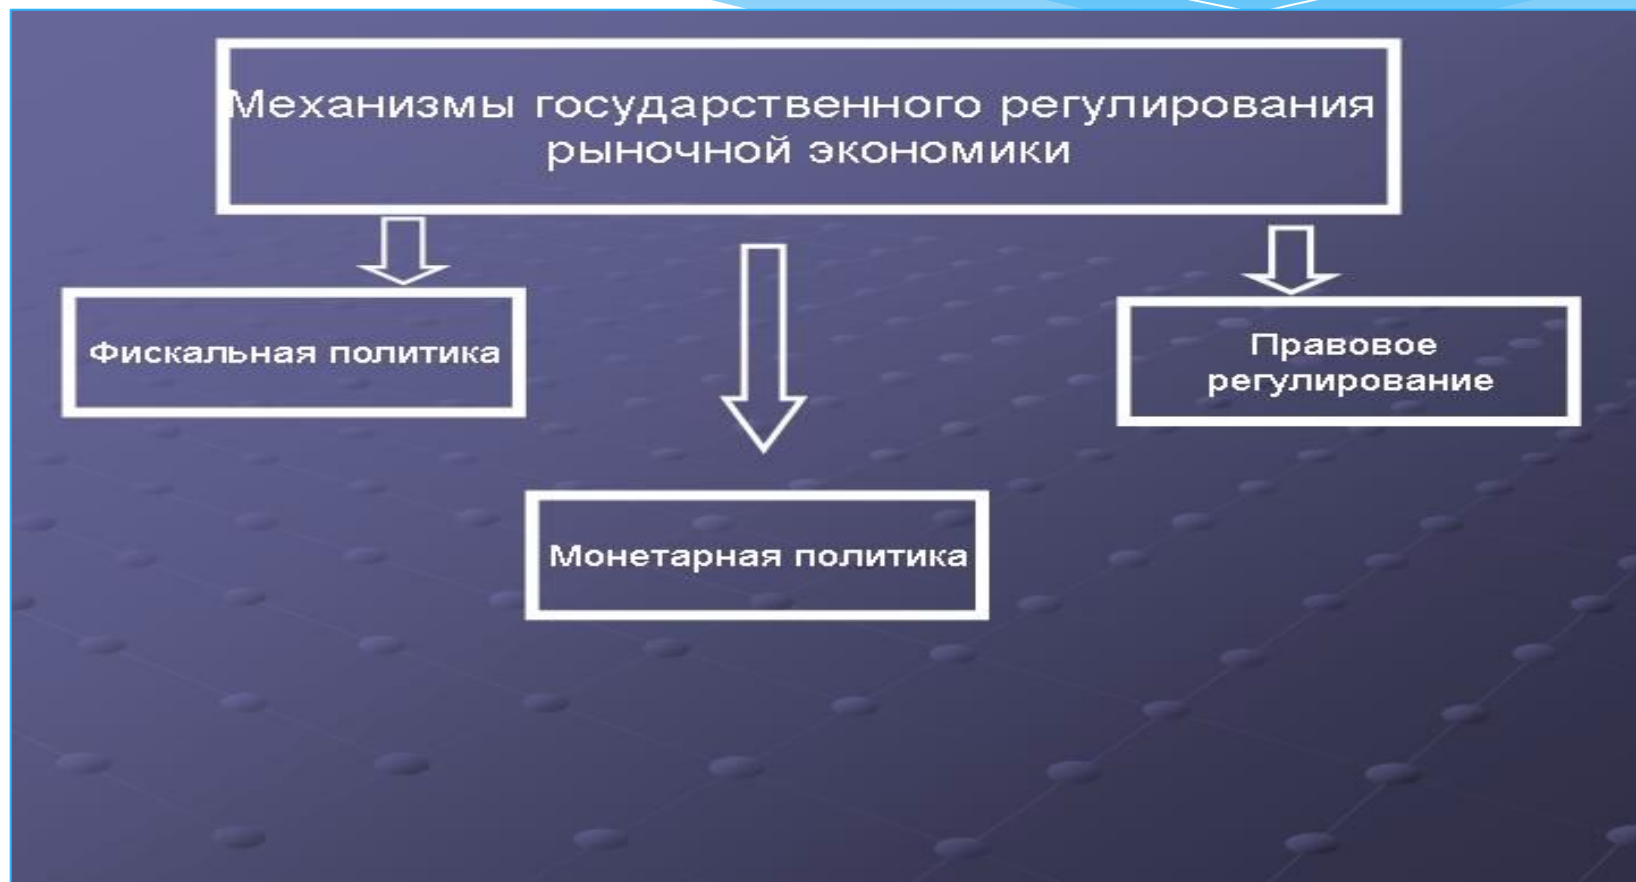 Механизмы государственного регулирования
рыночной экономики
Фискальная политика
Правовое
регулирование
Монетарная политика